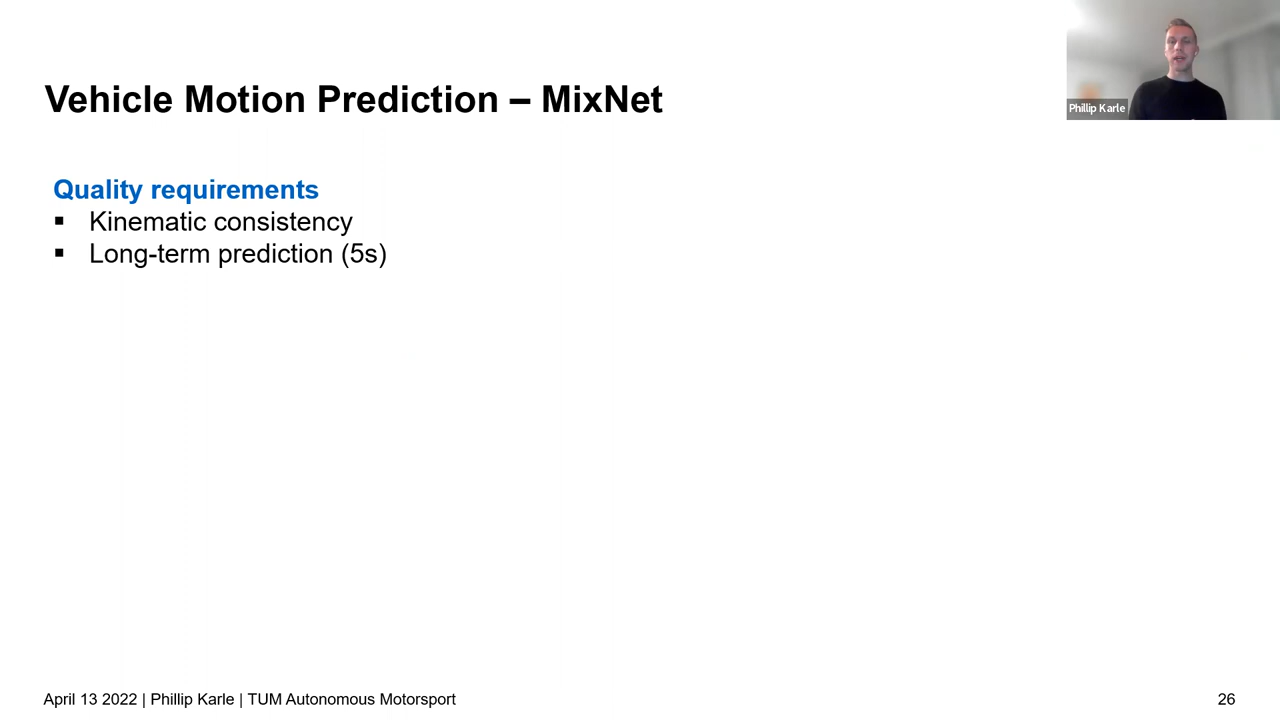 Vehicle Motion Prediction – MixNet
Phillip Karle
Quality requirements
▪ Kinematic consistency
▪ Long-term prediction (5s)
April 13 2022 | Phillip Karle | TUM Autonomous Motorsport
26